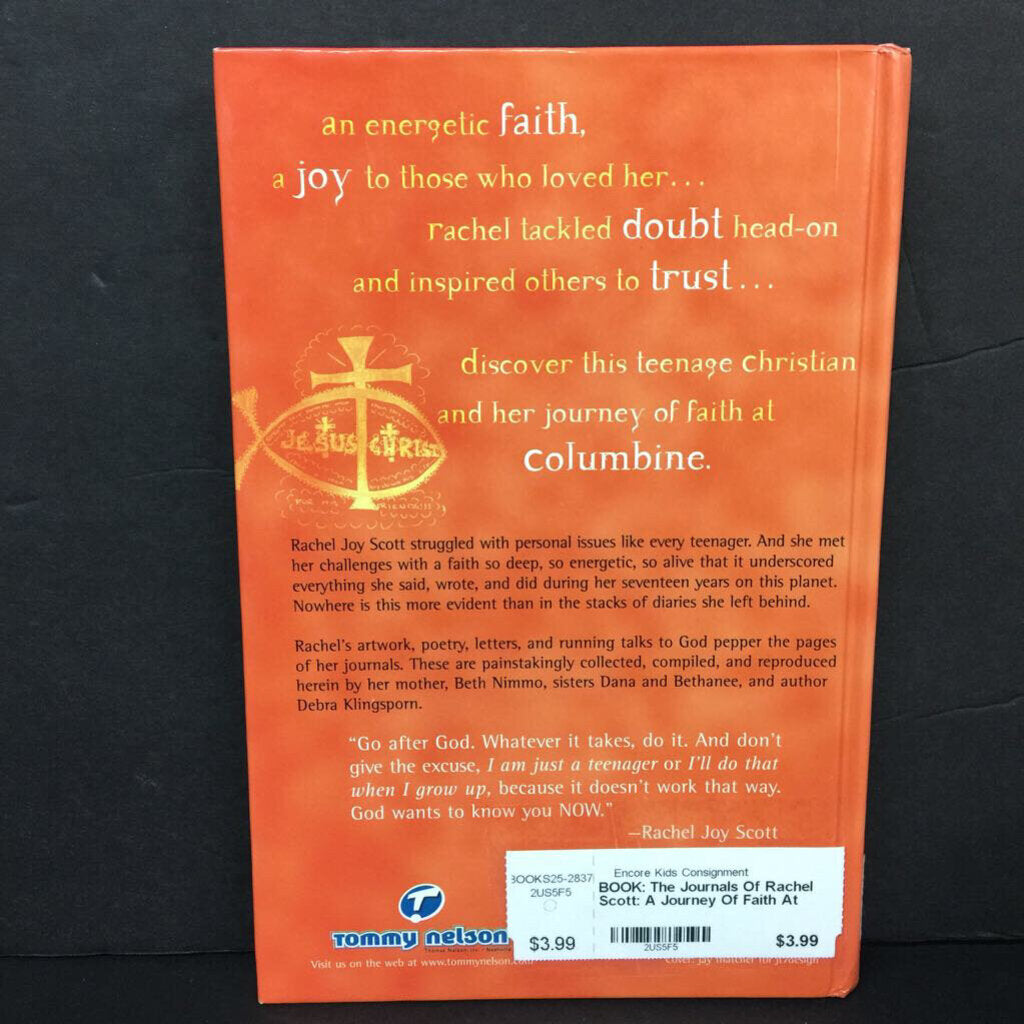 an energetic faith,
a joy to those who loved her...
rachel tackled doubt head-on
and inspired others to trust...
discover this teenage christian
and her journey of faith at
columbine.
JESUS CHRIST
Rachel Joy Scott struggled with personal issues like every teenager. And she met
her challenges with a faith so deep, so energetic, so alive that it underscored
everything she said, wrote, and did during her seventeen years on this planet.
Nowhere is this more evident than in the stacks of diaries she left behind.
Rachel's artwork, poetry, letters, and running talks to God pepper the pages
of her journals. These are painstakingly collected, compiled, and reproduced
herein by her mother, Beth Nimmo, sisters Dana and Bethanee, and author
Debra Klingsporn.
"Go after God. Whatever it takes, do it. And don't
give the excuse, I am just a teenager or I'll do that
when I grow up, because it doesn't work that way.
God wants to know you NOW."
—Rachel Joy Scott
T
tommy nelson
Visit us on the web at www.tommynelson.com
BOOKS25-2837
2US5F5
$3.99
Encore Kids Consignment
BOOK: The Journals Of Rachel
Scott: A Journey Of Faith At
2US5F5
$3.99